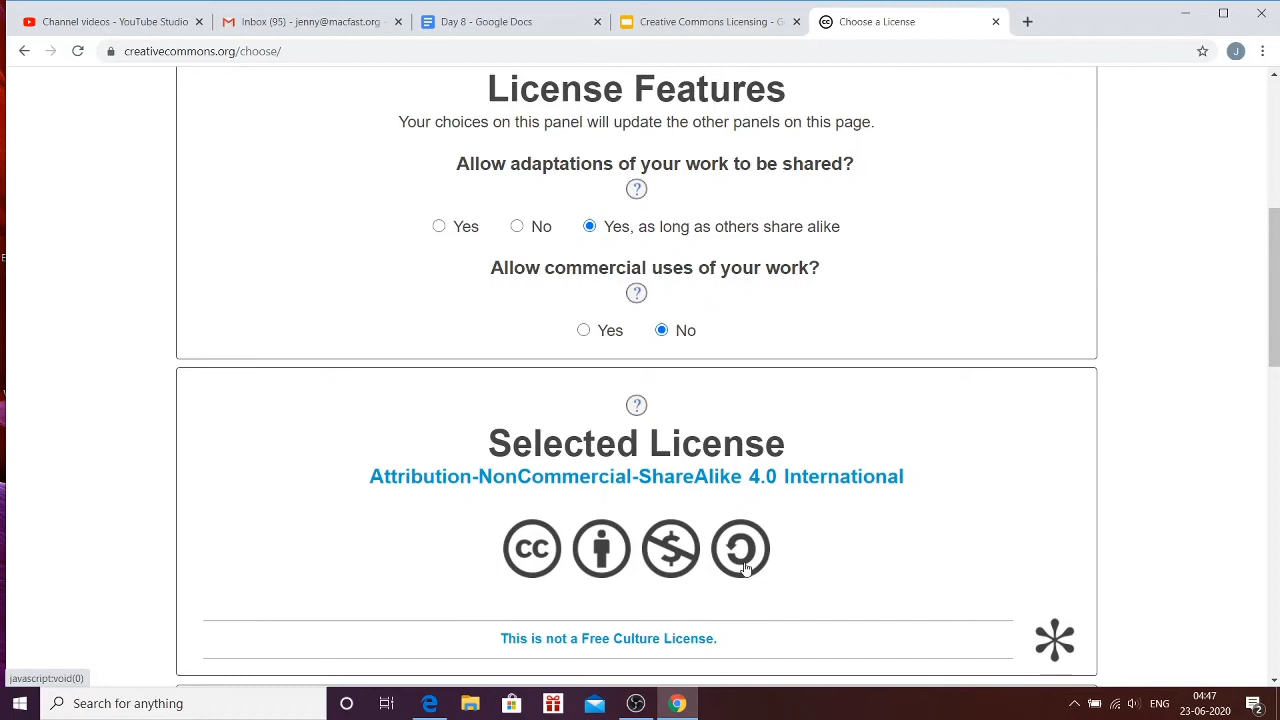 Channel videos - YouTube Studio
Inbox (95) - jenny@macfast.org -
Day 8 - Google Docs
Creative Commons Licensing - G
Choose a License
creativecommons.org/choose/
J
License Features
Your choices on this panel will update the other panels on this page.
Allow adaptations of your work to be shared?
?
Yes No Yes, as long as others share alike
Allow commercial uses of your work?
?
Yes No
?
Selected License
Attribution-NonCommercial-ShareAlike 4.0 International
cc $
This is not a Free Culture License.
javascript:void(0)
Search for anything
ENG
04:47
23-06-2020
2